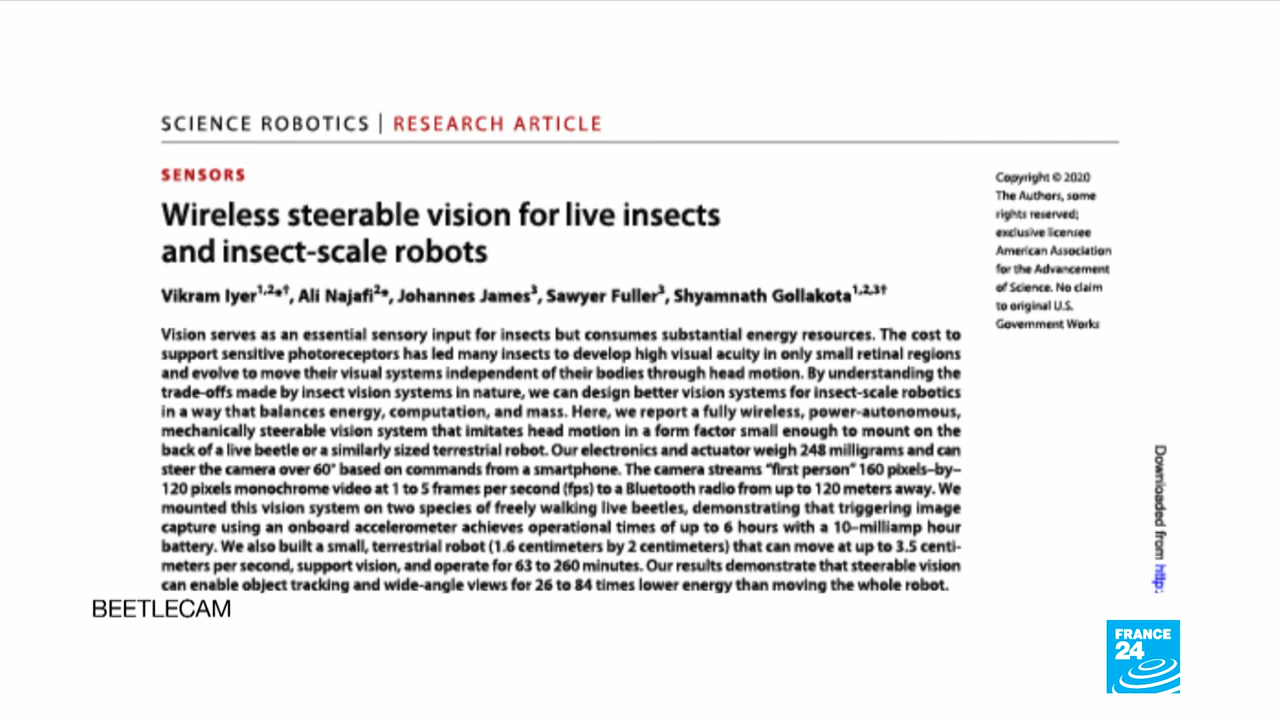 SCIENCE ROBOTICS | RESEARCH ARTICLE
SENSORS
Wireless steerable vision for live insects
and insect-scale robots
Vikram Iyer1,2*†, Ali Najafi2*, Johannes James3, Sawyer Fuller3, Shyamnath Gollakota1,2,3†
Vision serves as an essential sensory input for insects but consumes substantial energy resources. The cost to
support sensitive photoreceptors has led many insects to develop high visual acuity in only small retinal regions
and evolve to move their visual systems independent of their bodies through head motion. By understanding the
trade-offs made by insect vision systems in nature, we can design better vision systems for insect-scale robotics
in a way that balances energy, computation, and mass. Here, we report a fully wireless, power-autonomous,
mechanically steerable vision system that imitates head motion in a form factor small enough to mount on the
back of a live beetle or a similarly sized terrestrial robot. Our electronics and actuator weigh 248 milligrams and can
steer the camera over 60° based on commands from a smartphone. The camera streams "first person" 160 pixels–by–
120 pixels monochrome video at 1 to 5 frames per second (fps) to a Bluetooth radio from up to 120 meters away. We
mounted this vision system on two species of freely walking live beetles, demonstrating that triggering image
capture using an onboard accelerometer achieves operational times of up to 6 hours with a 10–milliamp hour
battery. We also built a small, terrestrial robot (1.6 centimeters by 2 centimeters) that can move at up to 3.5 centi-
meters per second, support vision, and operate for 63 to 260 minutes. Our results demonstrate that steerable vision
can enable object tracking and wide-angle views for 26 to 84 times lower energy than moving the whole robot.
Copyright © 2020
The Authors, some
rights reserved;
exclusive licensee
American Association
for the Advancement
of Science. No claim
to original U.S.
Government Works
Downloaded from http:
BEETLECAM
FRANCE
24